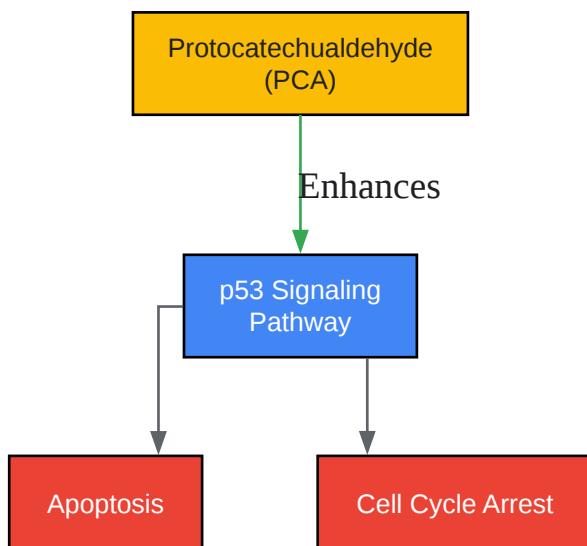 Protocatechualdehyde
(PCA)
Enhances
p53 Signaling
Pathway
Apoptosis
Cell Cycle Arrest